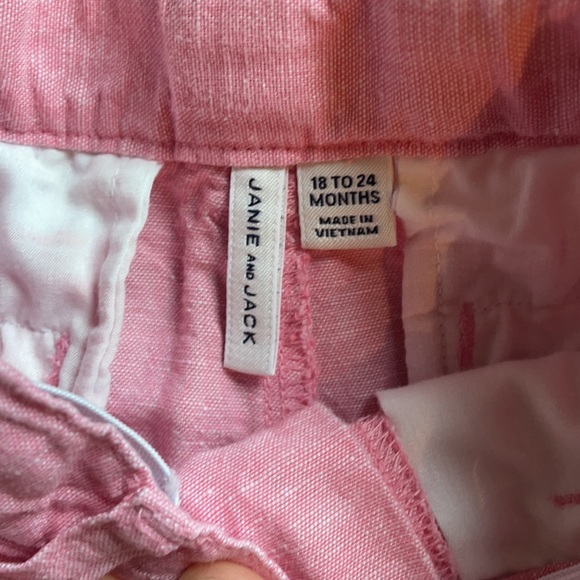 JANIE AND JACK
18 TO 24
MONTHS
MADE IN
VIETNAM